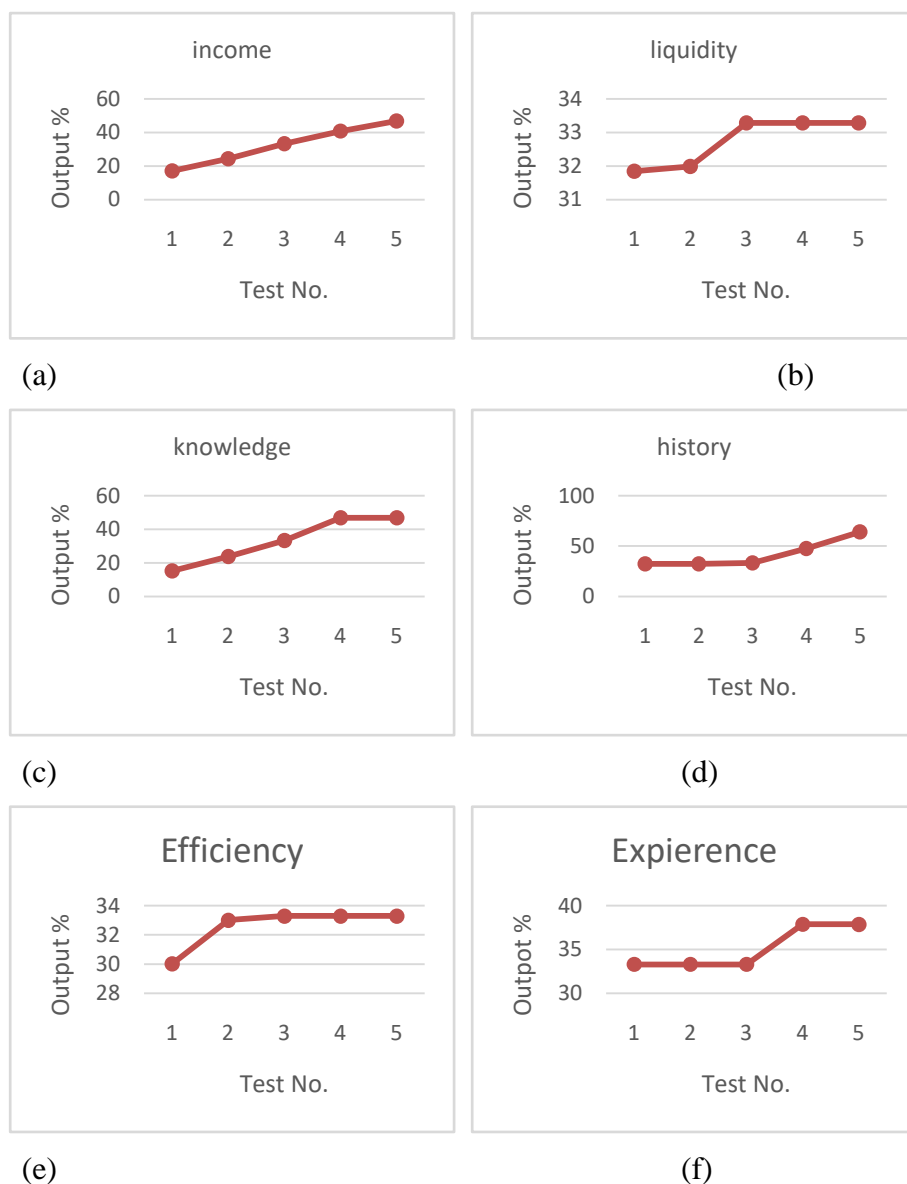 income
Output %
60
40
20
0
1 2 3 4 5
Test No.
liquidity
Output %
34
33
32
31
1 2 3 4 5
Test No.
(a) (b)
knowledge
Output %
60
40
20
0
1 2 3 4 5
Test No.
history
Output %
100
50
0
1 2 3 4 5
Test No.
(c) (d)
Efficiency
Output %
34
32
30
28
1 2 3 4 5
Test No.
Expierence
Outpot %
40
35
30
1 2 3 4 5
Test No.
(e) (f)